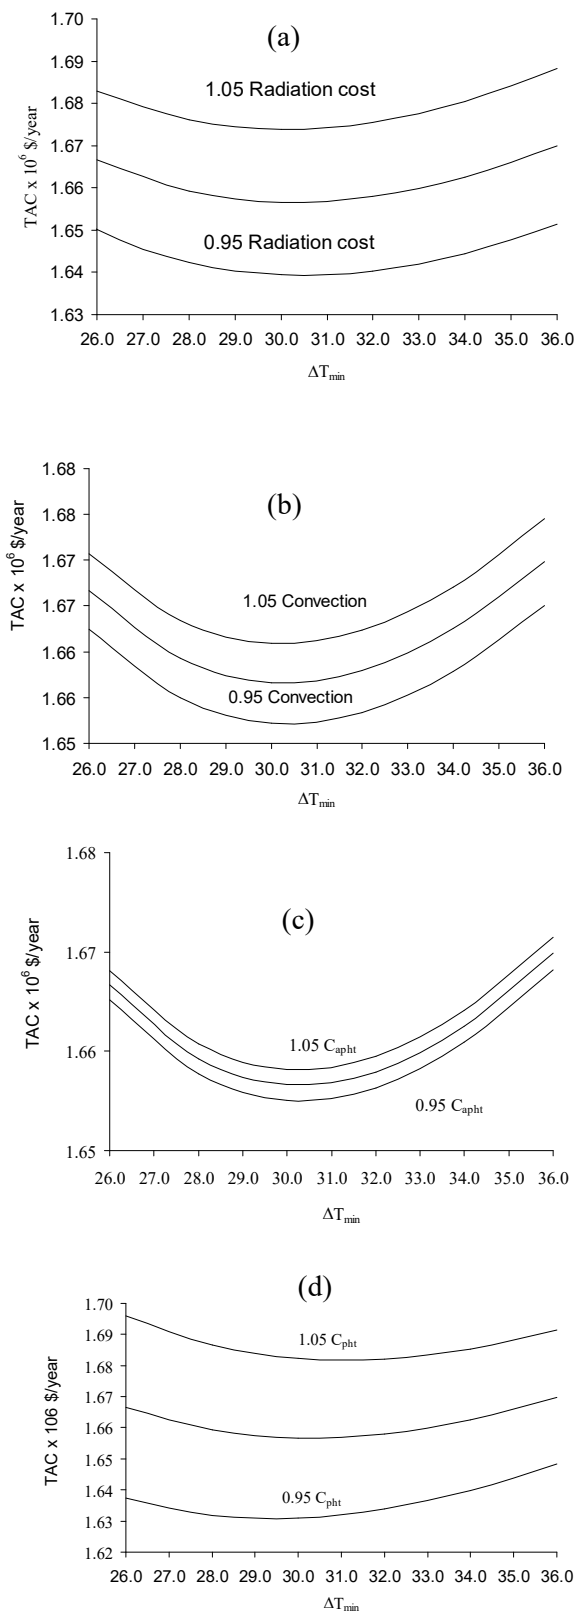 (a)
1.70
1.69
1.68
1.67
1.66
1.65
1.64
1.63
TAC x 10⁶ $/year
1.05 Radiation cost
0.95 Radiation cost
26.0 27.0 28.0 29.0 30.0 31.0 32.0 33.0 34.0 35.0 36.0
ΔTmin
(b)
1.68
1.68
1.67
1.67
1.66
1.66
1.65
TAC x 10⁶ $/year
1.05 Convection
0.95 Convection
26.0 27.0 28.0 29.0 30.0 31.0 32.0 33.0 34.0 35.0 36.0
ΔTmin
(c)
1.68
1.67
1.66
1.65
TAC x 10⁶ $/year
1.05 Capht
0.95 Capht
26.0 27.0 28.0 29.0 30.0 31.0 32.0 33.0 34.0 35.0 36.0
ΔTmin
(d)
1.70
1.69
1.68
1.67
1.66
1.65
1.64
1.63
1.62
TAC x 106 $/year
1.05 Cpht
0.95 Cpht
26.0 27.0 28.0 29.0 30.0 31.0 32.0 33.0 34.0 35.0 36.0
ΔTmin